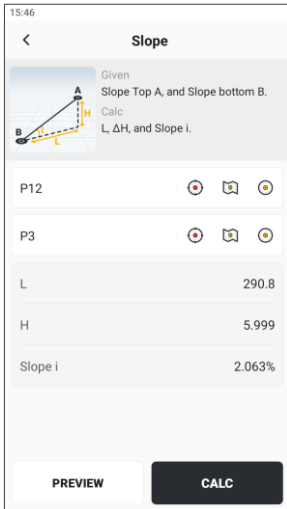 15:46
Slope
Given
Slope Top A, and Slope bottom B.
Calc
L, ΔH, and Slope i.
A
H
B
L
P12
P3
L 290.8
H 5.999
Slope i 2.063%
PREVIEW CALC